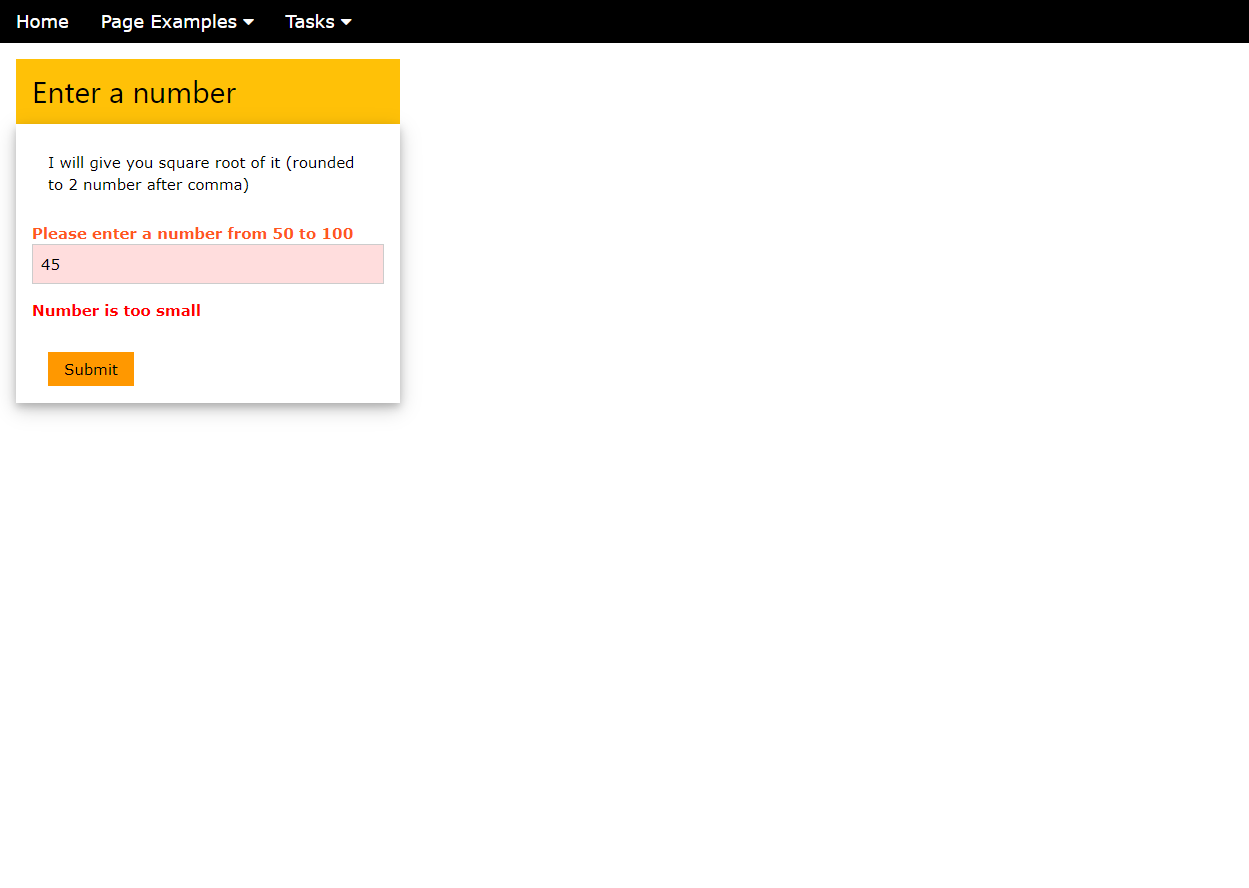 Home Page Examples Tasks
Enter a number
I will give you square root of it (rounded
to 2 number after comma)
Please enter a number from 50 to 100
45
Number is too small
Submit